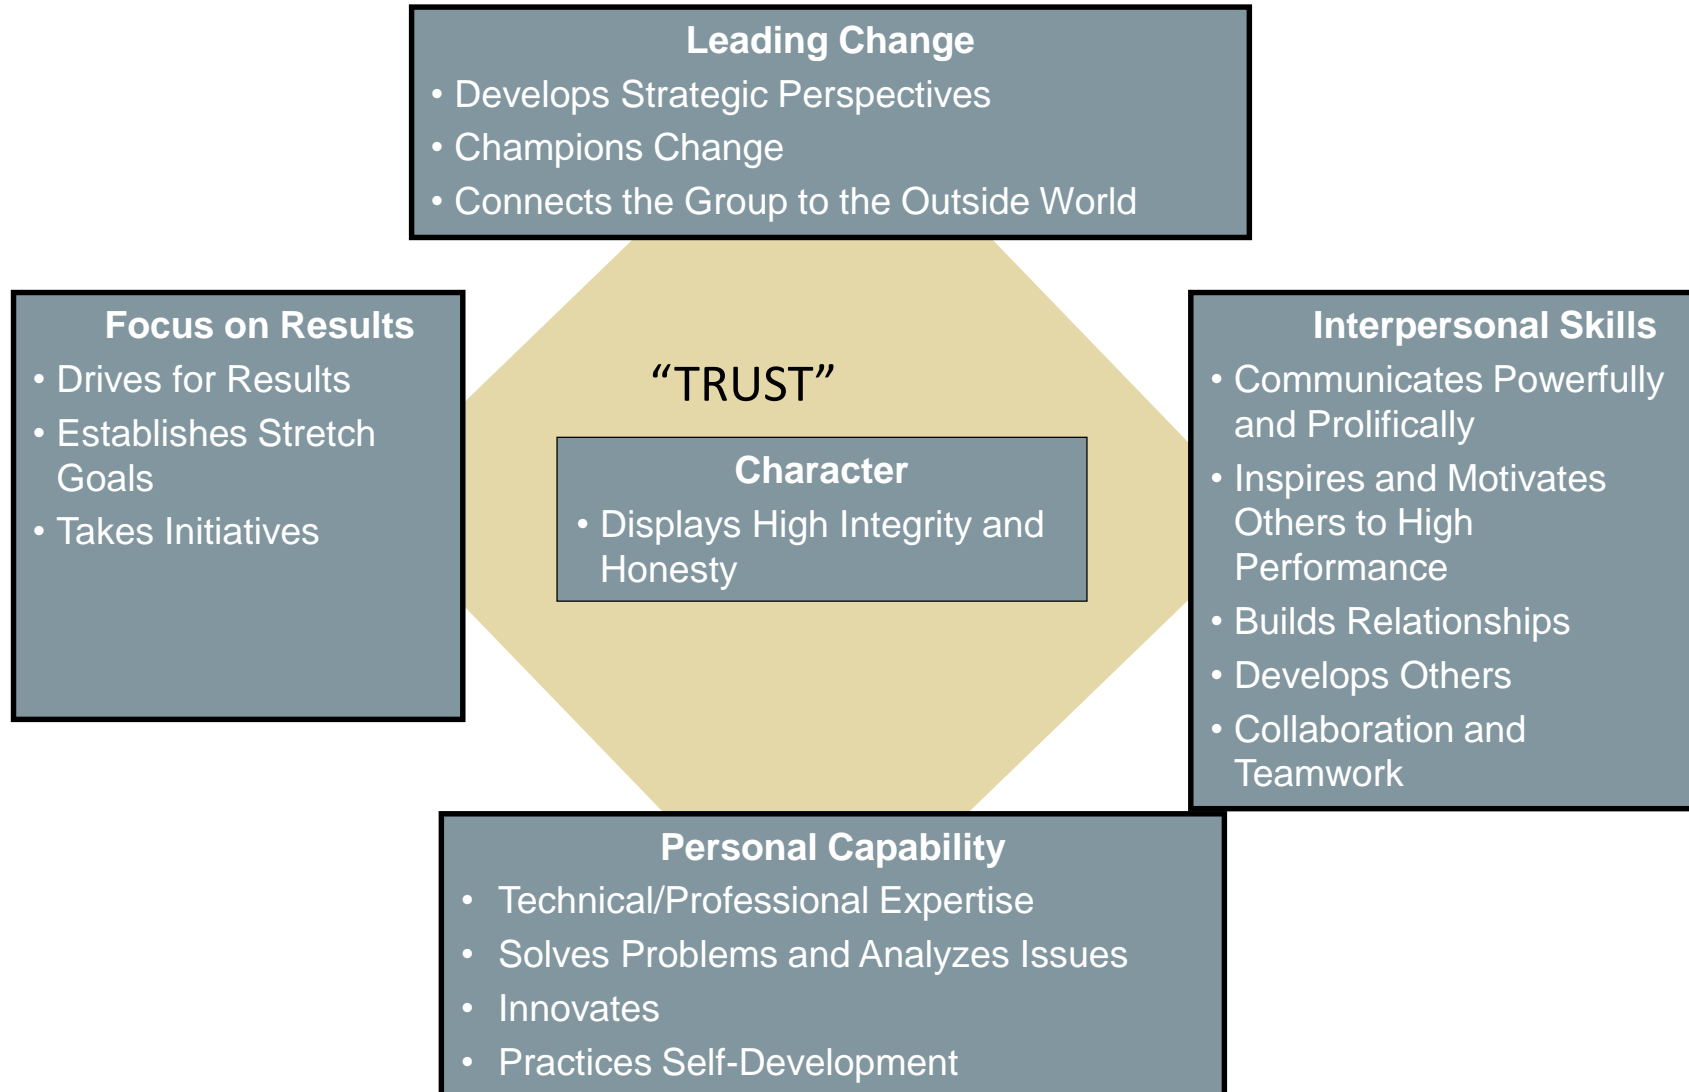 Leading Change
• Develops Strategic Perspectives
• Champions Change
• Connects the Group to the Outside World
Focus on Results
• Drives for Results
• Establishes Stretch
Goals
• Takes Initiatives
“TRUST”
Character
• Displays High Integrity and
Honesty
Interpersonal Skills
• Communicates Powerfully
and Prolifically
• Inspires and Motivates
Others to High
Performance
• Builds Relationships
• Develops Others
• Collaboration and
Teamwork
Personal Capability
• Technical/Professional Expertise
• Solves Problems and Analyzes Issues
• Innovates
• Practices Self-Development